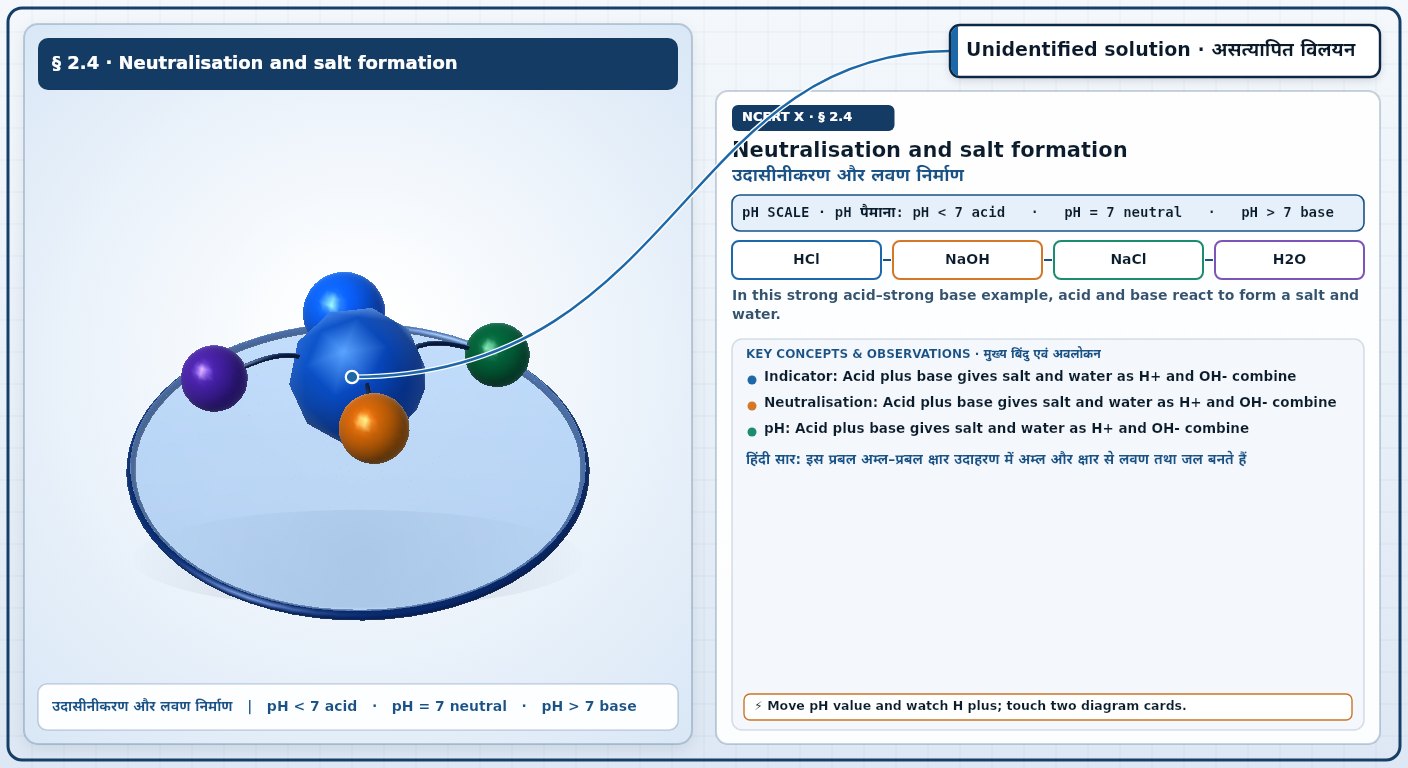 § 2.4 · Neutralisation and salt formation
उदासीनीकरण और लवण निर्माण | pH < 7 acid · pH = 7 neutral · pH > 7 base
Unidentified solution · असत्यापित विलयन
NCERT X · § 2.4
Neutralisation and salt formation
उदासीनीकरण और लवण निर्माण
pH SCALE · pH पैमाना: pH < 7 acid · pH = 7 neutral · pH > 7 base
HCl NaOH NaCl H2O
In this strong acid–strong base example, acid and base react to form a salt and
water.
KEY CONCEPTS & OBSERVATIONS · मुख्य बिंदु एवं अवलोकन
Indicator: Acid plus base gives salt and water as H+ and OH- combine
Neutralisation: Acid plus base gives salt and water as H+ and OH- combine
pH: Acid plus base gives salt and water as H+ and OH- combine
हिंदी सार: इस प्रबल अम्ल–प्रबल क्षार उदाहरण में अम्ल और क्षार से लवण तथा जल बनते हैं
⚡ Move pH value and watch H plus; touch two diagram cards.